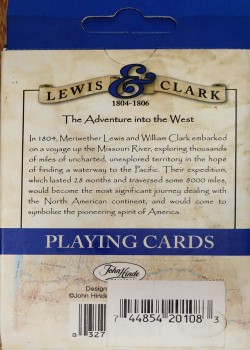 LEWIS & CLARK
1804-1806
The Adventure into the West
In 1804, Meriwether Lewis and William Clark embarked
on a voyage up the Missouri River, exploring thousands
of miles of uncharted, unexplored territory in the hope
of finding a waterway to the Pacific. Their expedition,
which lasted 28 months and traversed some 8000 miles,
would become the most significant journey dealing with
the North American continent, and would come to
symbolize the pioneering spirit of America.
PLAYING CARDS
John Hinde
Design
©John Hinde
0 327
7 44854 20108 3